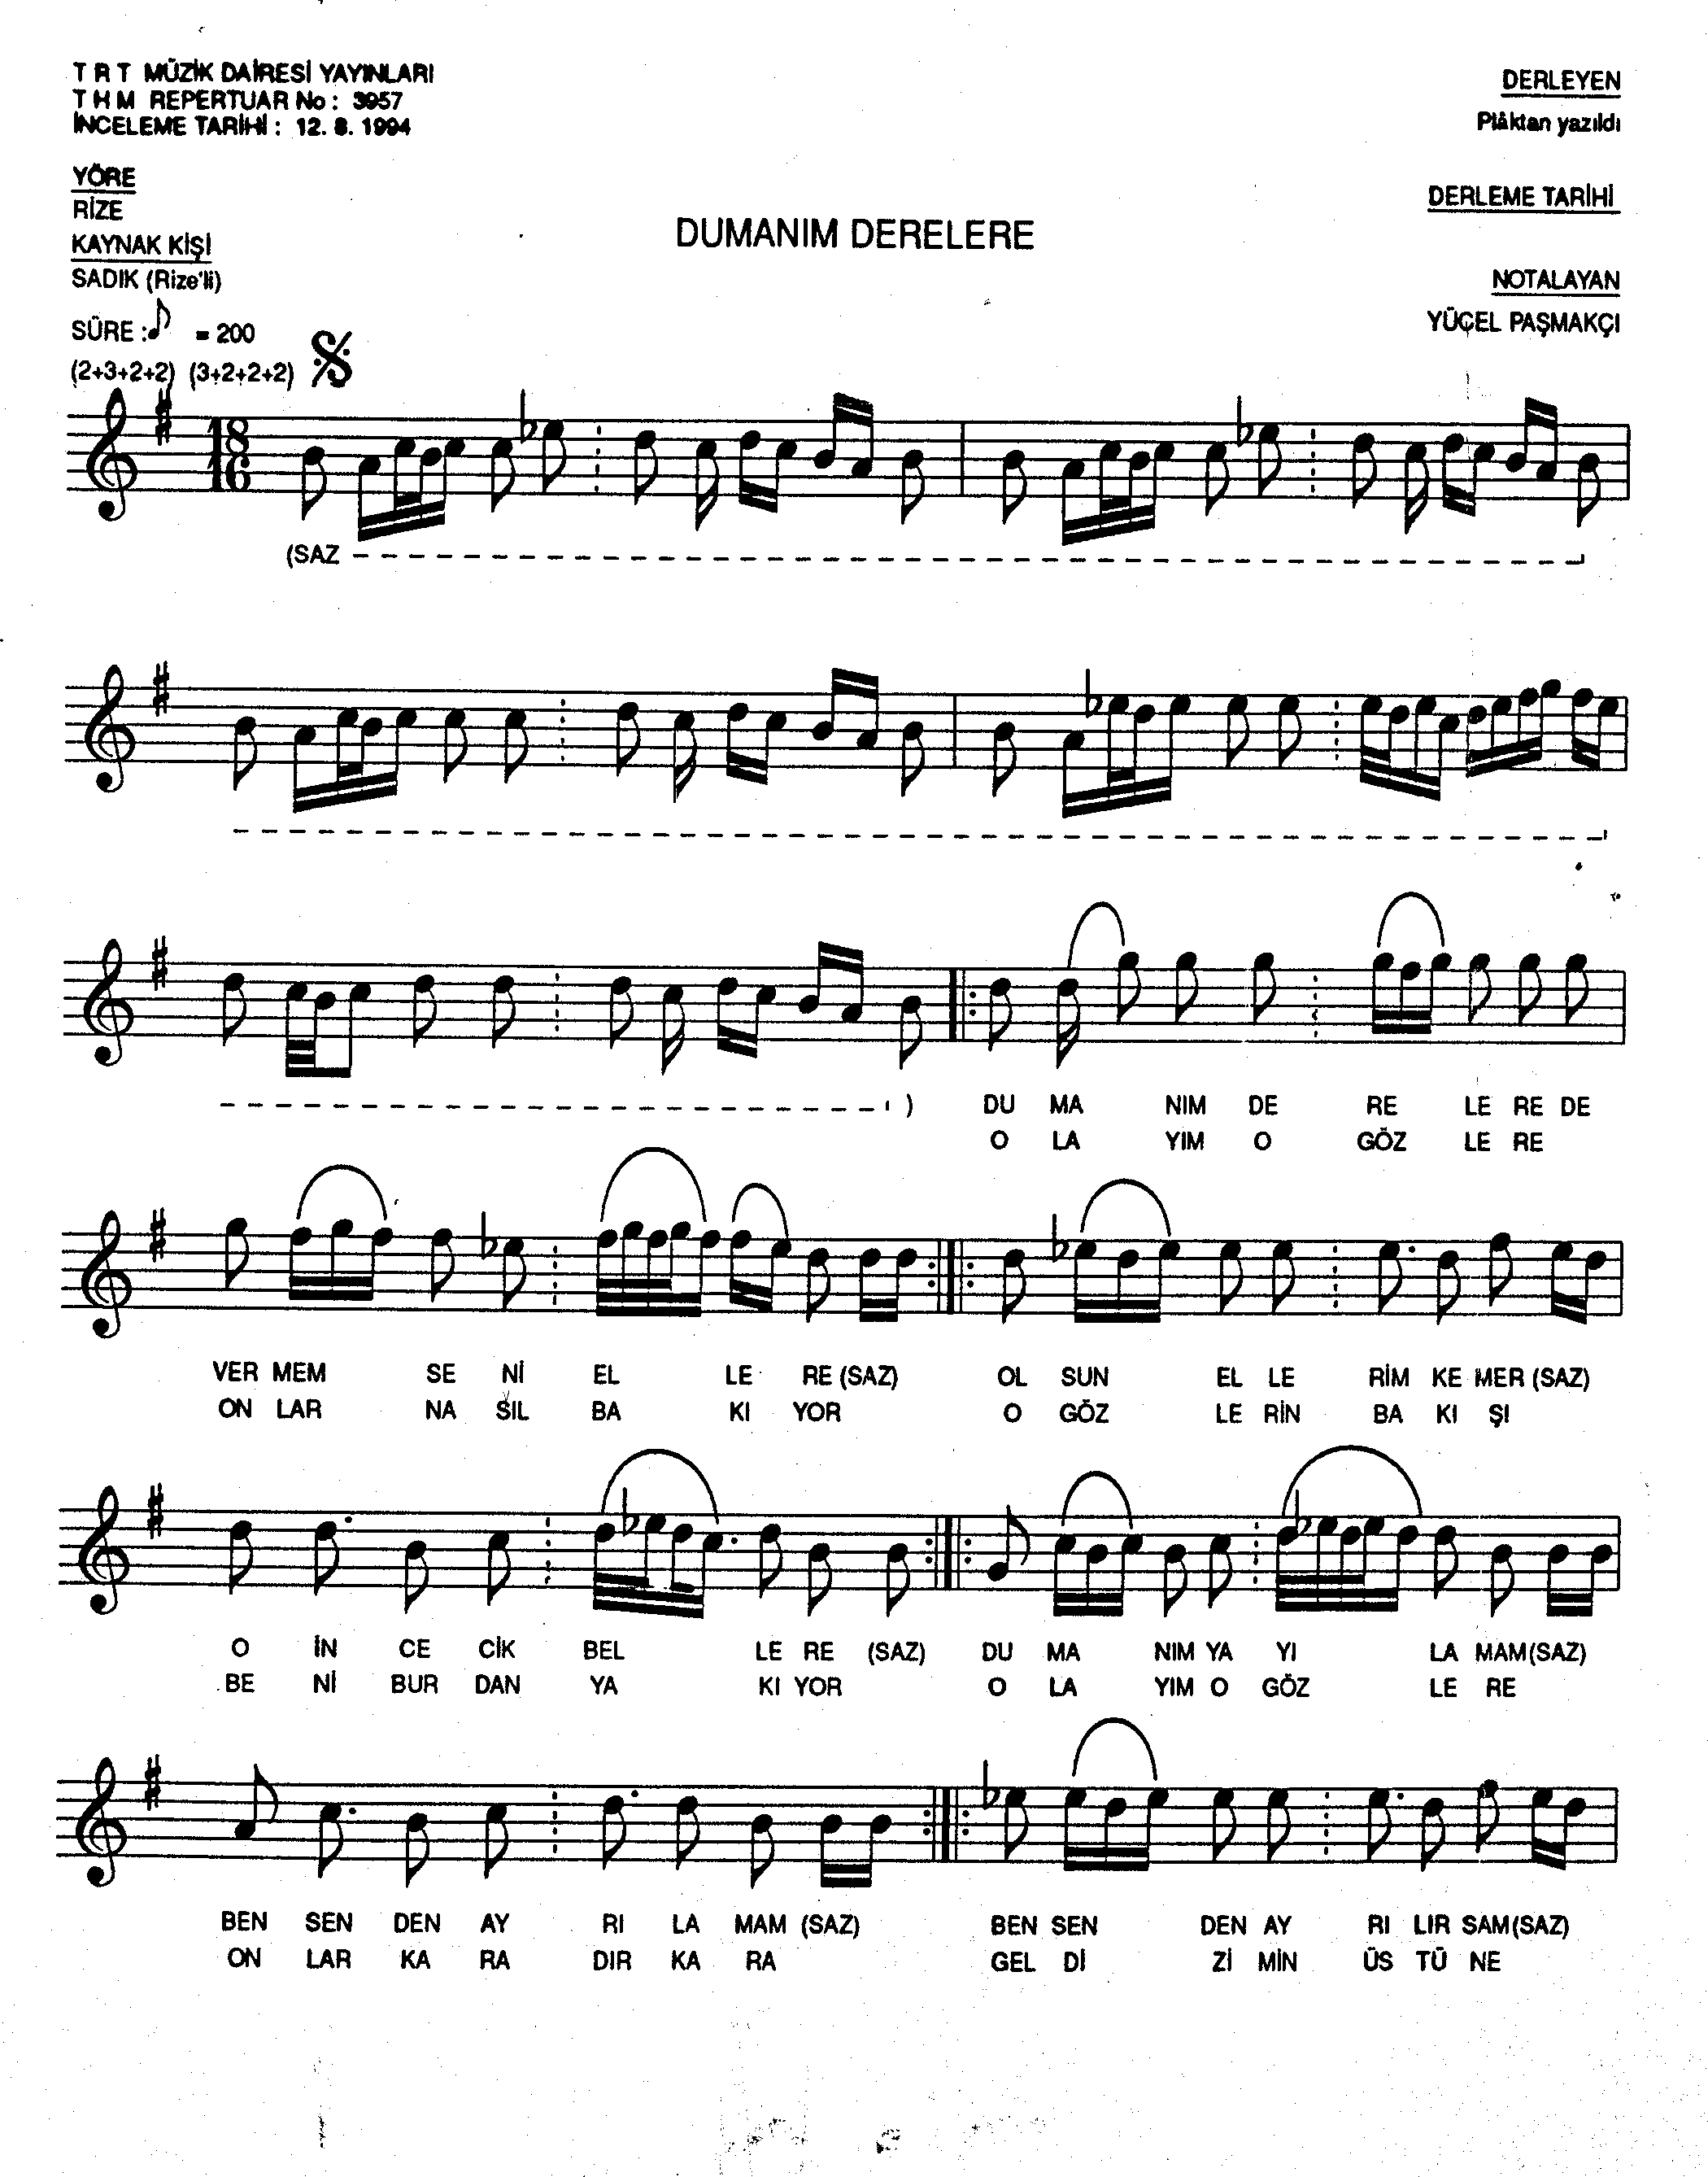 T R T MÜZİK DAİRESİ YAYINLARI
T H M REPERTUAR No : 3957
İNCELEME TARİHİ : 12. 8. 1994
DERLEYEN
Plâktan yazıldı
YÖRE
RİZE
KAYNAK KİŞİ
SADIK (Rize'li)
DERLEME TARİHİ
DUMANIM DERELERE
NOTALAYAN
YÜCEL PAŞMAKÇI
SÜRE : = 200
(2+3+2+2) (3+2+2+2)
18
16
(SAZ
)
DU MA NIM DE RE LE RE DE
O LA YIM O GÖZ LE RE
VER MEM SE Nİ EL LE RE (SAZ) OL SUN EL LE RİM KE MER (SAZ)
ON LAR NA SIL BA KI YOR O GÖZ LE RİN BA KI ŞI
O İN CE CİK BEL LE RE (SAZ) DU MA NIM YA YI LA MAM (SAZ)
BE Nİ BUR DAN YA KI YOR O LA YIM O GÖZ LE RE
BEN SEN DEN AY RI LA MAM (SAZ) BEN SEN DEN AY RI LIR SAM (SAZ)
ON LAR KA RA DIR KA RA GEL Dİ Zİ MİN ÜS TÜ NE